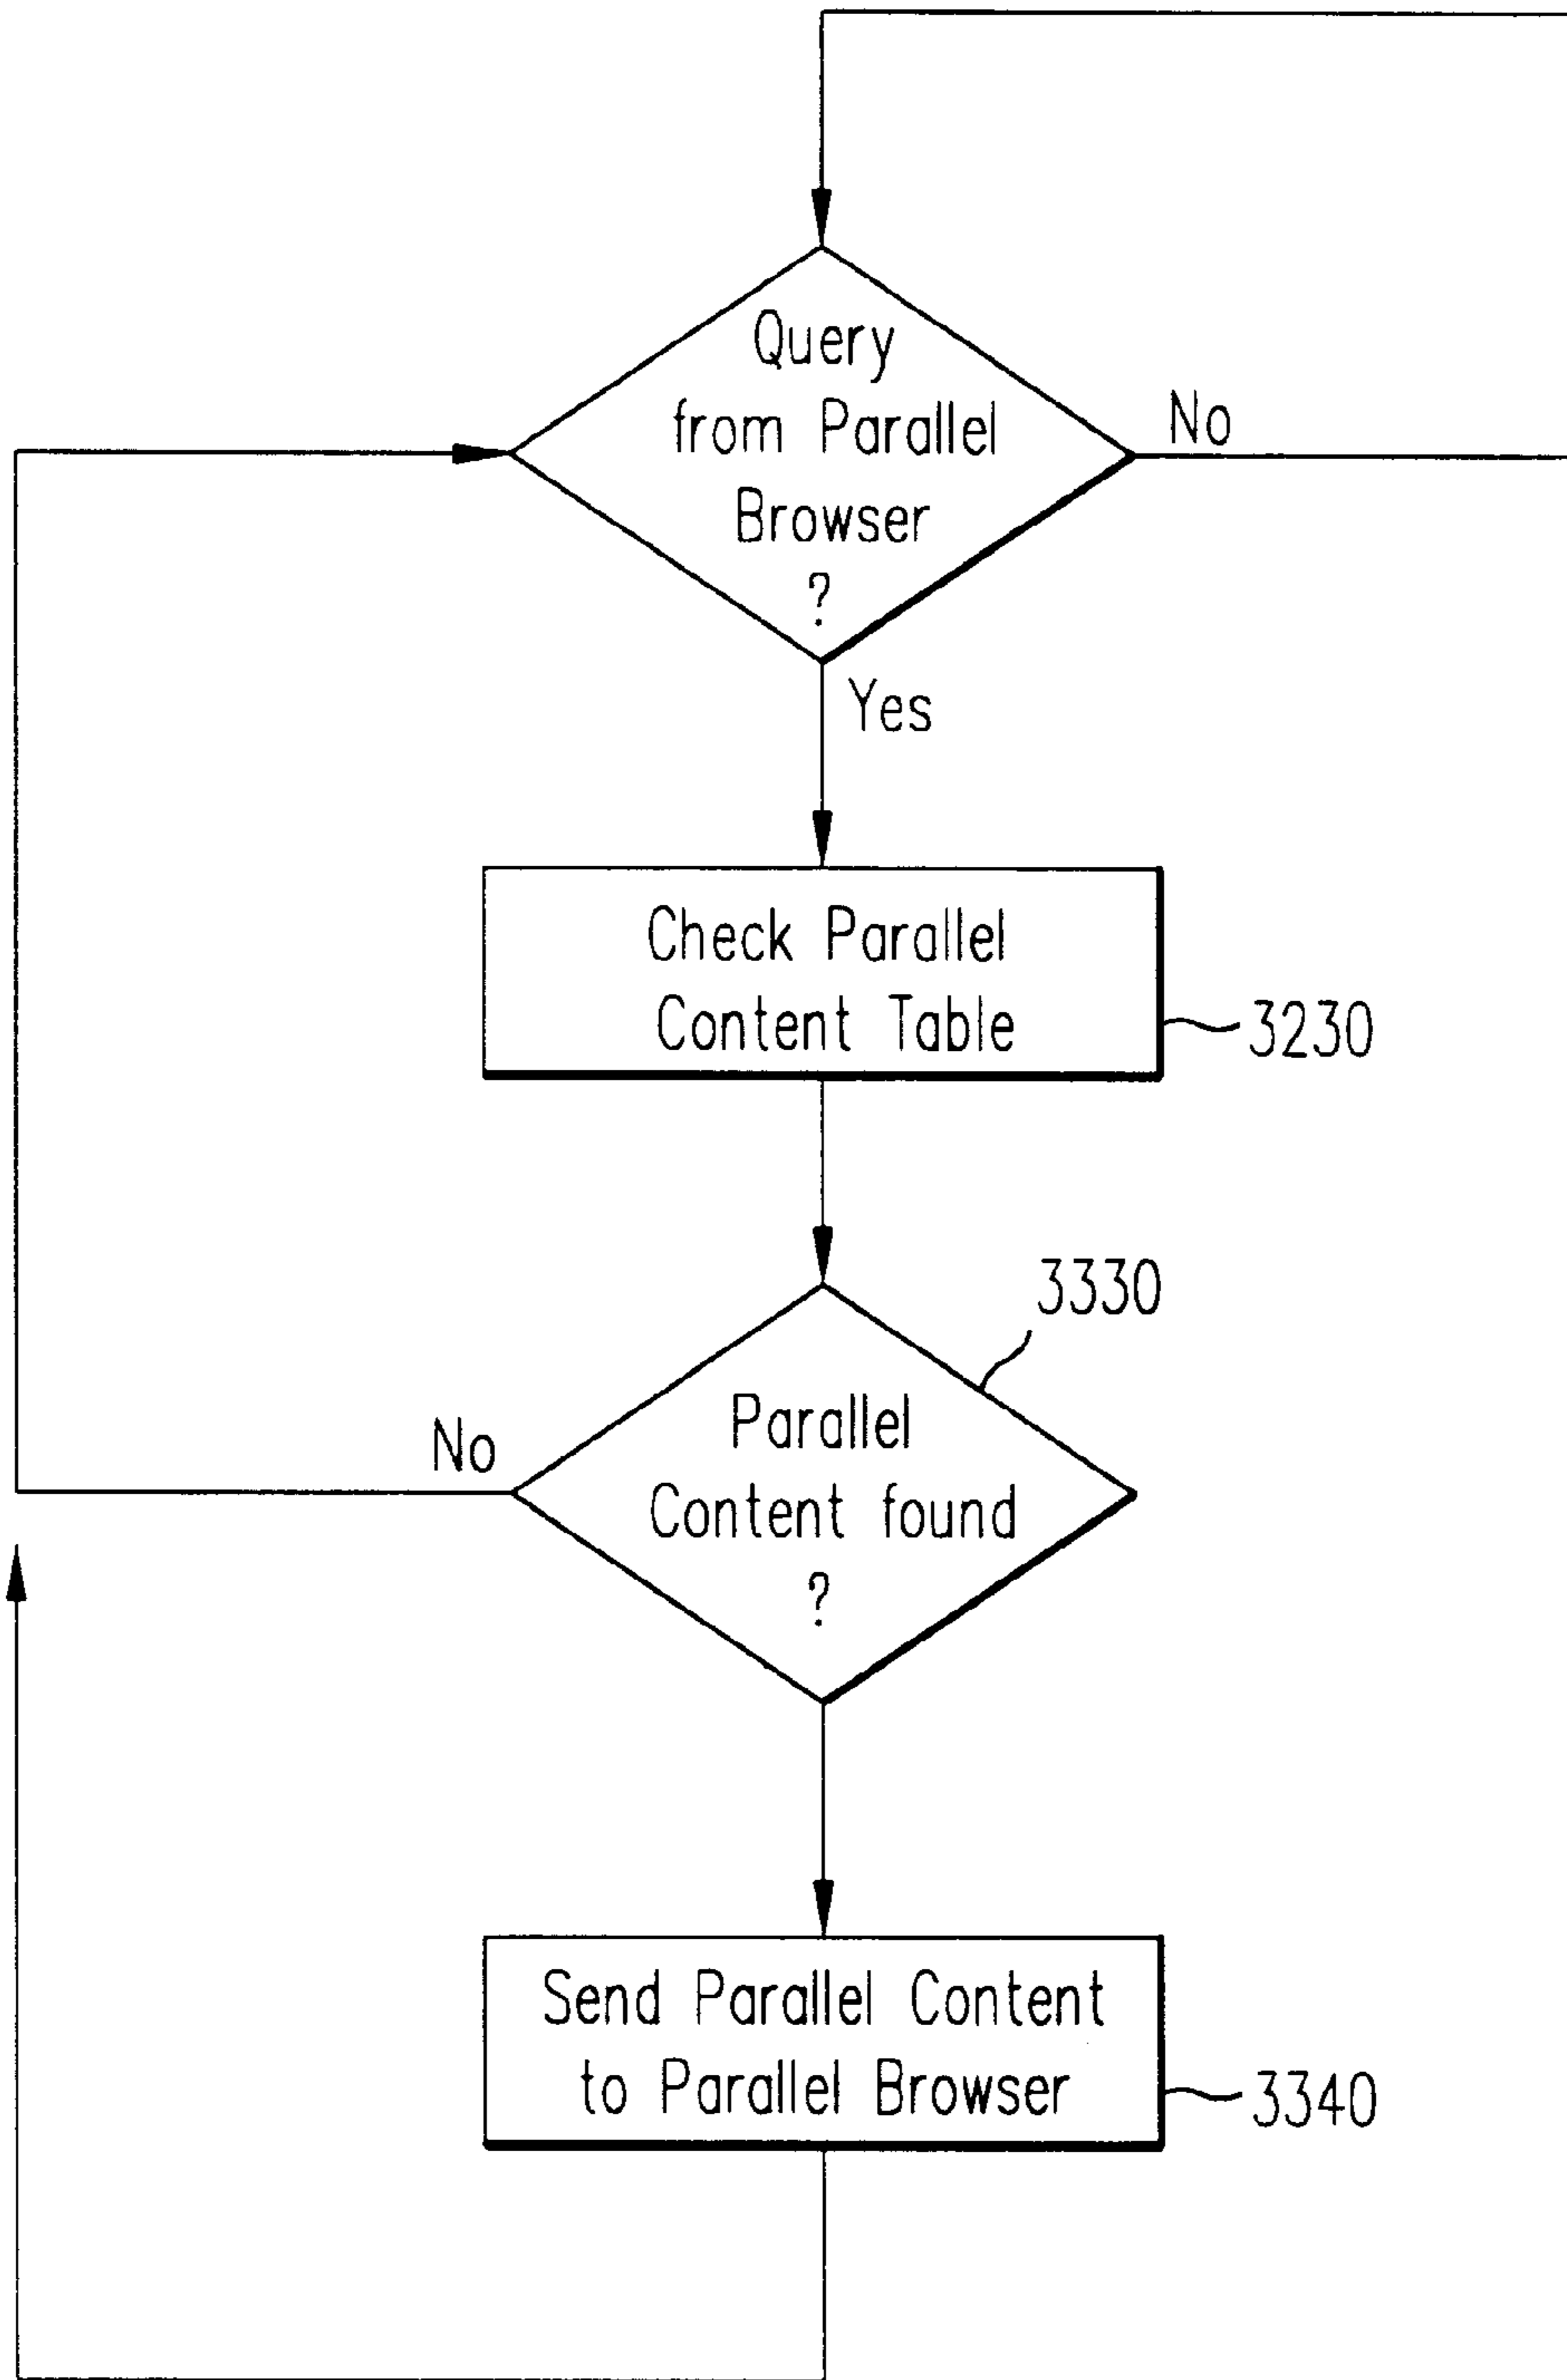 Query
from Parallel
Browser
?
No
Yes
Check Parallel
Content Table
3230
3330
No
Parallel
Content found
?
Send Parallel Content
to Parallel Browser
3340